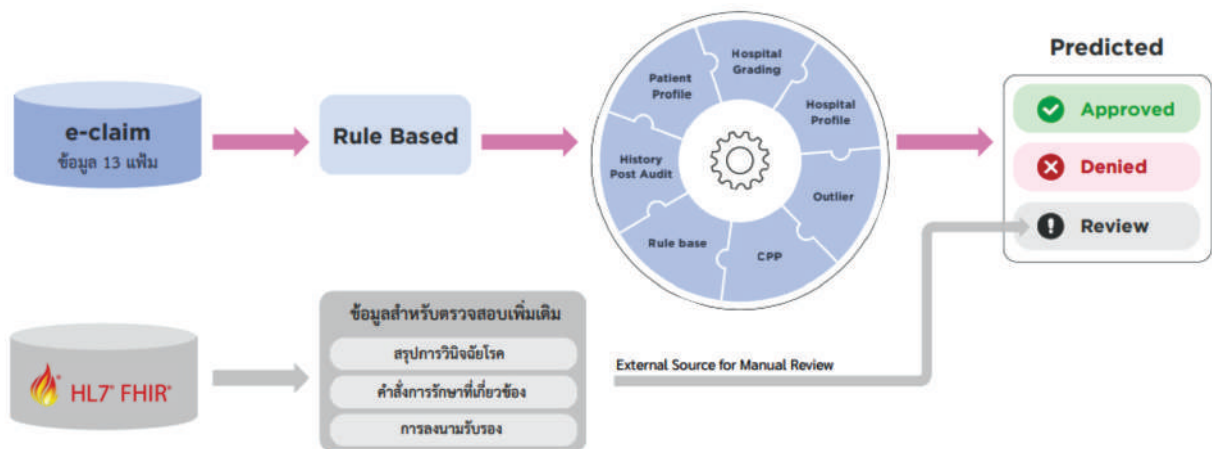 e-claim
ข้อมูล 13 แฟ้ม
Rule Based
Hospital
Grading
Patient
Profile
Hospital
Profile
History
Post Audit
Outlier
Rule base
CPP
Predicted
Approved
Denied
Review
HL7® FHIR®
ข้อมูลสำหรับตรวจสอบเพิ่มเติม
สรุปการวินิจฉัยโรค
คำสั่งการรักษาที่เกี่ยวข้อง
การลงนามรับรอง
External Source for Manual Review